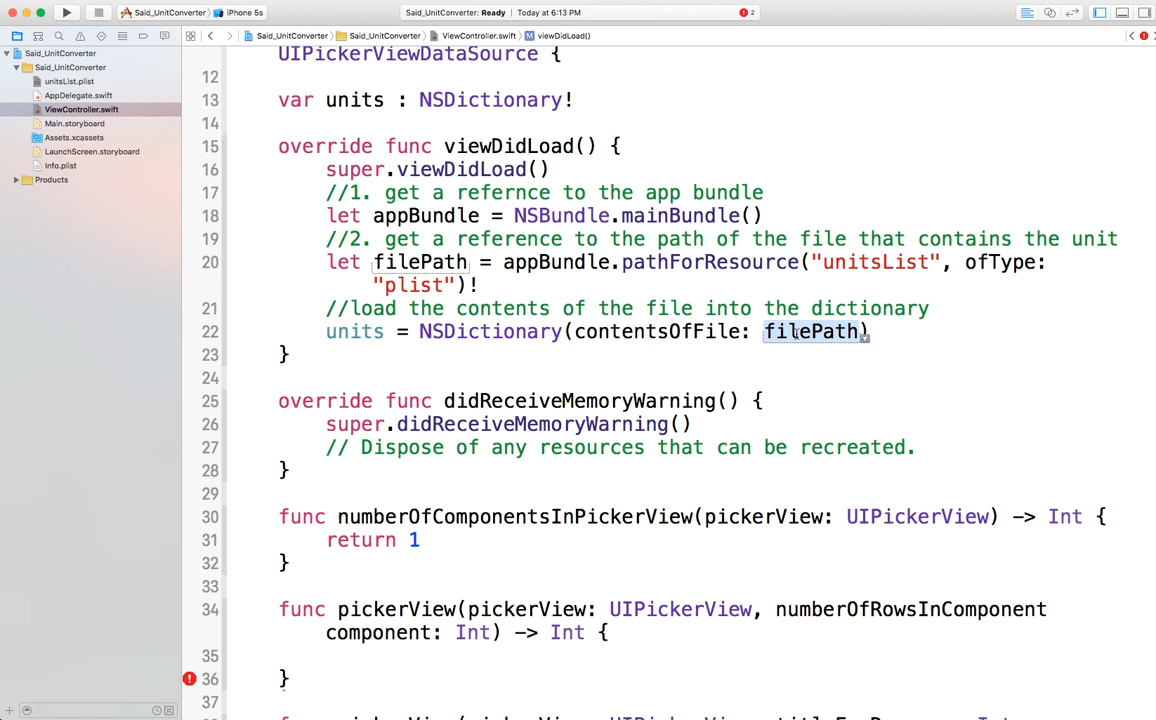 Said_UnitConverter
iPhone 5s
Said_UnitConverter: Ready | Today at 6:13 PM
2
Said_UnitConverter
Said_UnitConverter
ViewController.swift
M viewDidLoad()
Said_UnitConverter
Said_UnitConverter
unitsList.plist
AppDelegate.swift
ViewController.swift
Main.storyboard
Assets.xcassets
LaunchScreen.storyboard
Info.plist
Products
UIPickerViewDataSource {
12
13 var units : NSDictionary!
14
15 override func viewDidLoad() {
16 super.viewDidLoad()
17 //1. get a refernce to the app bundle
18 let appBundle = NSBundle.mainBundle()
19 //2. get a reference to the path of the file that contains the unit
20 let filePath = appBundle.pathForResource("unitsList", ofType:
"plist")!
21 //load the contents of the file into the dictionary
22 units = NSDictionary(contentsOfFile: filePath)
23 }
24
25 override func didReceiveMemoryWarning() {
26 super.didReceiveMemoryWarning()
27 // Dispose of any resources that can be recreated.
28 }
29
30 func numberOfComponentsInPickerView(pickerView: UIPickerView) -> Int {
31 return 1
32 }
33
34 func pickerView(pickerView: UIPickerView, numberOfRowsInComponent
component: Int) -> Int {
35
36 }
37